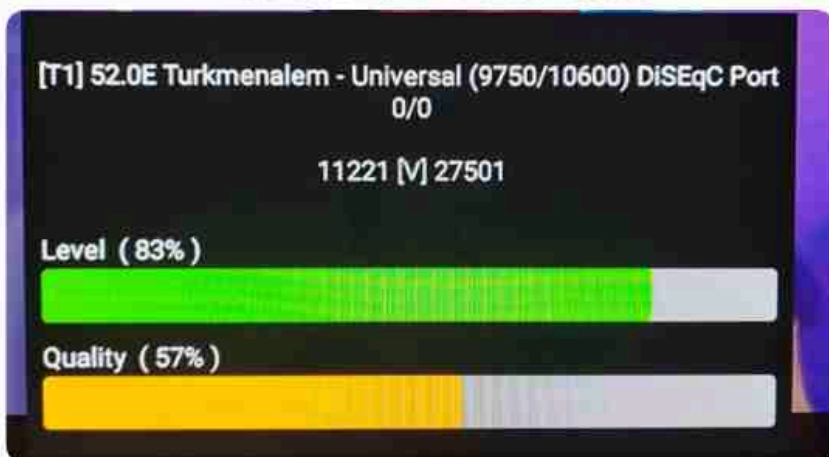 [T1] 52.0E Turkmenalem - Universal (9750/10600) DiSEqC Port
0/0
11221 [V] 27501
Level ( 83% )
Quality ( 57% )